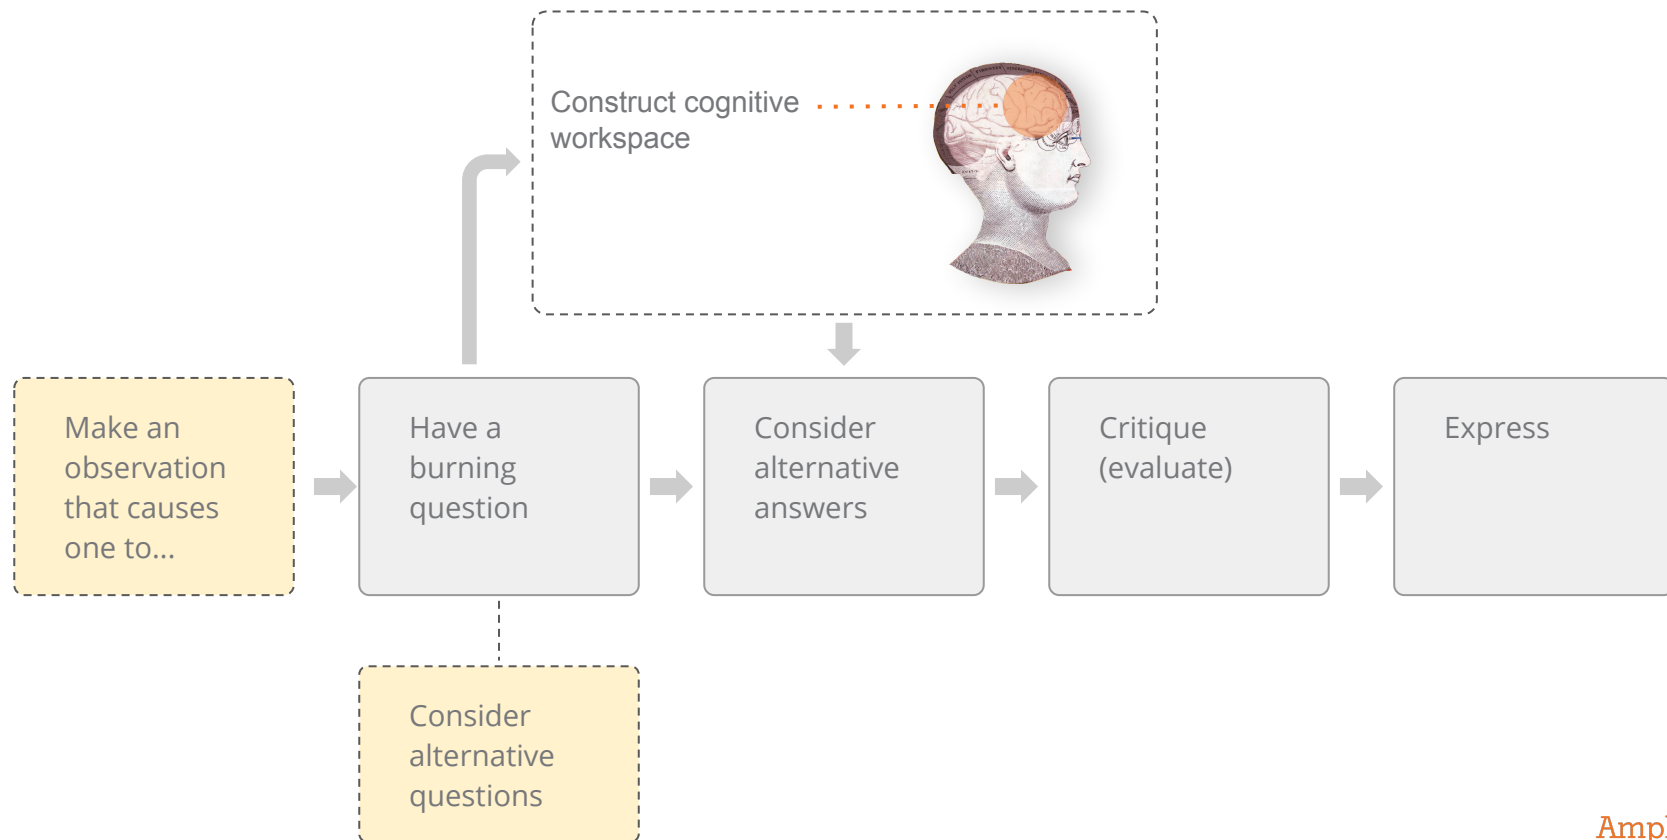 Construct cognitive
workspace
Make an
observation
that causes
one to...
Have a
burning
question
Consider
alternative
answers
Critique
(evaluate)
Express
Consider
alternative
questions